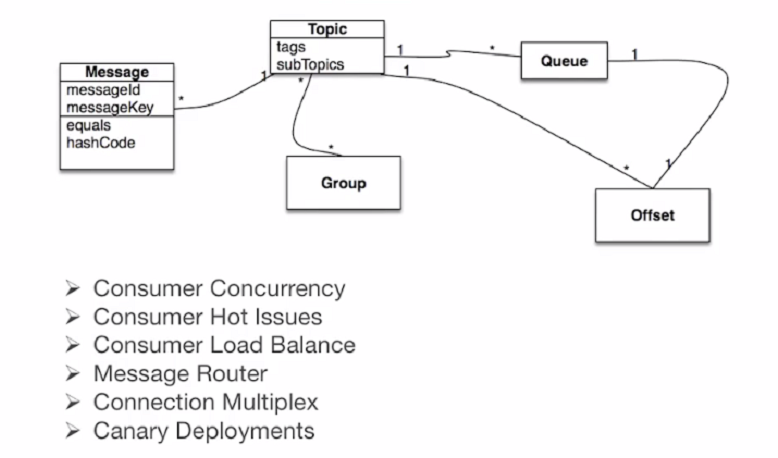 Topic
tags
subTopics
1
*
Queue
1
Message
messageId
messageKey
equals
hashCode
*
1
*
1
*
Group
*
1
Offset
➢ Consumer Concurrency
➢ Consumer Hot Issues
➢ Consumer Load Balance
➢ Message Router
➢ Connection Multiplex
➢ Canary Deployments